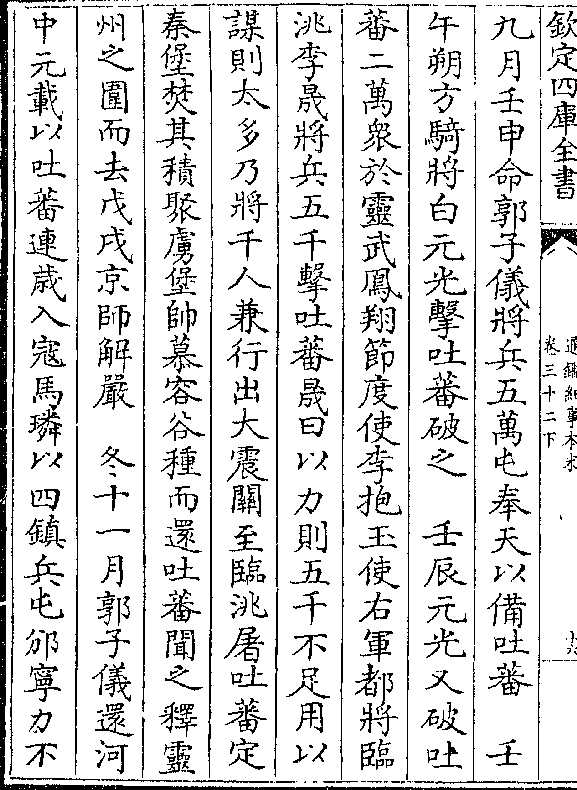 欽定四庫全書
通鑑紀事本末
卷三十二下
九月壬申命郭子儀將兵五萬屯奉天以備吐蕃　壬
午朔方騎將白元光擊吐蕃破之　壬辰元光又破吐
蕃二萬衆於靈武鳳翔節度使李抱玉使右軍都將臨
洮李晟將兵五千擊吐蕃晟曰以力則五千不足用以
謀則太多乃將千人兼行出大震關至臨洮屠吐蕃定
秦堡焚其積聚虜堡帥慕容谷種而還吐蕃聞之釋靈
州之圍而去戊戌京師解嚴　冬十一月郭子儀還河
中元載以吐蕃連歳入寇馬璘以四鎮兵屯邠寧力不